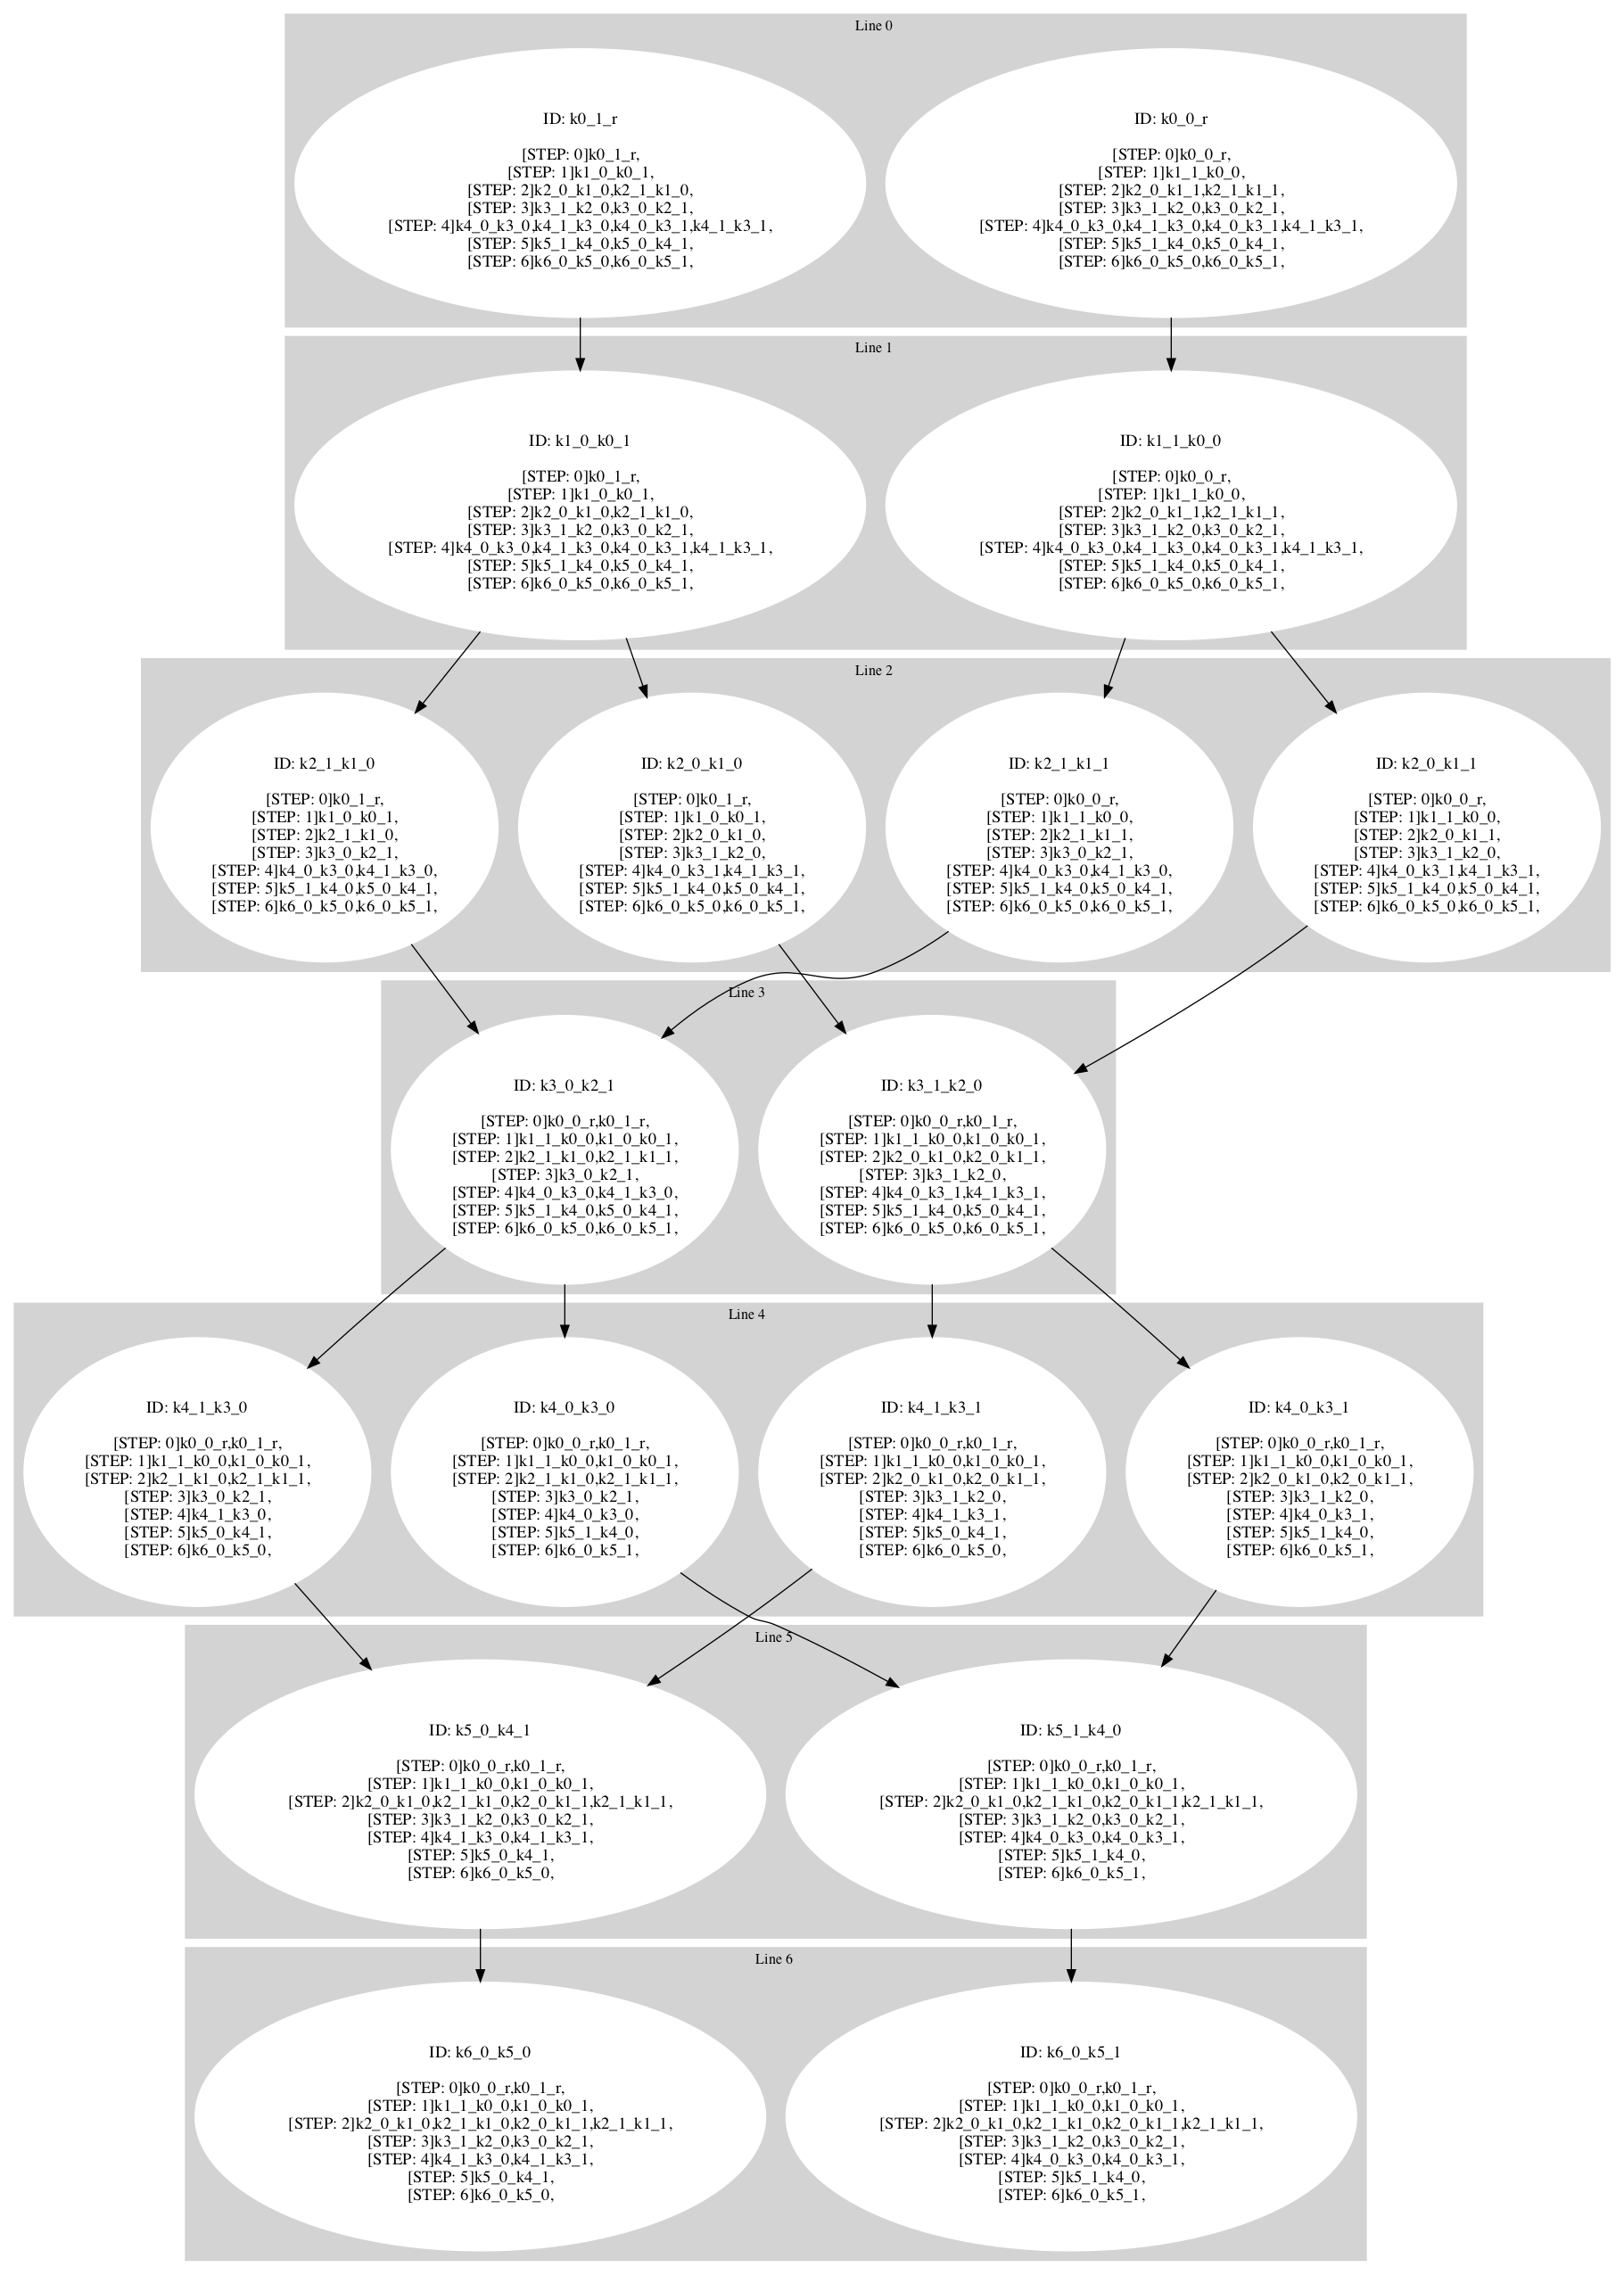 Line 0
ID: k0_1_r
[STEP: 0]k0_1_r,
[STEP: 1]k1_0_k0_1,
[STEP: 2]k2_0_k1_0,k2_1_k1_0,
[STEP: 3]k3_1_k2_0,k3_0_k2_1,
[STEP: 4]k4_0_k3_0,k4_1_k3_0,k4_0_k3_1,k4_1_k3_1,
[STEP: 5]k5_1_k4_0,k5_0_k4_1,
[STEP: 6]k6_0_k5_0,k6_0_k5_1,
ID: k0_0_r
[STEP: 0]k0_0_r,
[STEP: 1]k1_1_k0_0,
[STEP: 2]k2_0_k1_1,k2_1_k1_1,
[STEP: 3]k3_1_k2_0,k3_0_k2_1,
[STEP: 4]k4_0_k3_0,k4_1_k3_0,k4_0_k3_1,k4_1_k3_1,
[STEP: 5]k5_1_k4_0,k5_0_k4_1,
[STEP: 6]k6_0_k5_0,k6_0_k5_1,
Line 1
ID: k1_0_k0_1
[STEP: 0]k0_1_r,
[STEP: 1]k1_0_k0_1,
[STEP: 2]k2_0_k1_0,k2_1_k1_0,
[STEP: 3]k3_1_k2_0,k3_0_k2_1,
[STEP: 4]k4_0_k3_0,k4_1_k3_0,k4_0_k3_1,k4_1_k3_1,
[STEP: 5]k5_1_k4_0,k5_0_k4_1,
[STEP: 6]k6_0_k5_0,k6_0_k5_1,
ID: k1_1_k0_0
[STEP: 0]k0_0_r,
[STEP: 1]k1_1_k0_0,
[STEP: 2]k2_0_k1_1,k2_1_k1_1,
[STEP: 3]k3_1_k2_0,k3_0_k2_1,
[STEP: 4]k4_0_k3_0,k4_1_k3_0,k4_0_k3_1,k4_1_k3_1,
[STEP: 5]k5_1_k4_0,k5_0_k4_1,
[STEP: 6]k6_0_k5_0,k6_0_k5_1,
Line 2
ID: k2_1_k1_0
[STEP: 0]k0_1_r,
[STEP: 1]k1_0_k0_1,
[STEP: 2]k2_1_k1_0,
[STEP: 3]k3_0_k2_1,
[STEP: 4]k4_0_k3_0,k4_1_k3_0,
[STEP: 5]k5_1_k4_0,k5_0_k4_1,
[STEP: 6]k6_0_k5_0,k6_0_k5_1,
ID: k2_0_k1_0
[STEP: 0]k0_1_r,
[STEP: 1]k1_0_k0_1,
[STEP: 2]k2_0_k1_0,
[STEP: 3]k3_1_k2_0,
[STEP: 4]k4_0_k3_1,k4_1_k3_1,
[STEP: 5]k5_1_k4_0,k5_0_k4_1,
[STEP: 6]k6_0_k5_0,k6_0_k5_1,
ID: k2_1_k1_1
[STEP: 0]k0_0_r,
[STEP: 1]k1_1_k0_0,
[STEP: 2]k2_1_k1_1,
[STEP: 3]k3_0_k2_1,
[STEP: 4]k4_0_k3_0,k4_1_k3_0,
[STEP: 5]k5_1_k4_0,k5_0_k4_1,
[STEP: 6]k6_0_k5_0,k6_0_k5_1,
ID: k2_0_k1_1
[STEP: 0]k0_0_r,
[STEP: 1]k1_1_k0_0,
[STEP: 2]k2_0_k1_1,
[STEP: 3]k3_1_k2_0,
[STEP: 4]k4_0_k3_1,k4_1_k3_1,
[STEP: 5]k5_1_k4_0,k5_0_k4_1,
[STEP: 6]k6_0_k5_0,k6_0_k5_1,
Line 3
ID: k3_0_k2_1
[STEP: 0]k0_0_r,k0_1_r,
[STEP: 1]k1_1_k0_0,k1_0_k0_1,
[STEP: 2]k2_1_k1_0,k2_1_k1_1,
[STEP: 3]k3_0_k2_1,
[STEP: 4]k4_0_k3_0,k4_1_k3_0,
[STEP: 5]k5_1_k4_0,k5_0_k4_1,
[STEP: 6]k6_0_k5_0,k6_0_k5_1,
ID: k3_1_k2_0
[STEP: 0]k0_0_r,k0_1_r,
[STEP: 1]k1_1_k0_0,k1_0_k0_1,
[STEP: 2]k2_0_k1_0,k2_0_k1_1,
[STEP: 3]k3_1_k2_0,
[STEP: 4]k4_0_k3_1,k4_1_k3_1,
[STEP: 5]k5_1_k4_0,k5_0_k4_1,
[STEP: 6]k6_0_k5_0,k6_0_k5_1,
Line 4
ID: k4_1_k3_0
[STEP: 0]k0_0_r,k0_1_r,
[STEP: 1]k1_1_k0_0,k1_0_k0_1,
[STEP: 2]k2_1_k1_0,k2_1_k1_1,
[STEP: 3]k3_0_k2_1,
[STEP: 4]k4_1_k3_0,
[STEP: 5]k5_0_k4_1,
[STEP: 6]k6_0_k5_0,
ID: k4_0_k3_0
[STEP: 0]k0_0_r,k0_1_r,
[STEP: 1]k1_1_k0_0,k1_0_k0_1,
[STEP: 2]k2_1_k1_0,k2_1_k1_1,
[STEP: 3]k3_0_k2_1,
[STEP: 4]k4_0_k3_0,
[STEP: 5]k5_1_k4_0,
[STEP: 6]k6_0_k5_1,
ID: k4_1_k3_1
[STEP: 0]k0_0_r,k0_1_r,
[STEP: 1]k1_1_k0_0,k1_0_k0_1,
[STEP: 2]k2_0_k1_0,k2_0_k1_1,
[STEP: 3]k3_1_k2_0,
[STEP: 4]k4_1_k3_1,
[STEP: 5]k5_0_k4_1,
[STEP: 6]k6_0_k5_0,
ID: k4_0_k3_1
[STEP: 0]k0_0_r,k0_1_r,
[STEP: 1]k1_1_k0_0,k1_0_k0_1,
[STEP: 2]k2_0_k1_0,k2_0_k1_1,
[STEP: 3]k3_1_k2_0,
[STEP: 4]k4_0_k3_1,
[STEP: 5]k5_1_k4_0,
[STEP: 6]k6_0_k5_1,
Line 5
ID: k5_0_k4_1
[STEP: 0]k0_0_r,k0_1_r,
[STEP: 1]k1_1_k0_0,k1_0_k0_1,
[STEP: 2]k2_0_k1_0,k2_1_k1_0,k2_0_k1_1,k2_1_k1_1,
[STEP: 3]k3_1_k2_0,k3_0_k2_1,
[STEP: 4]k4_1_k3_0,k4_1_k3_1,
[STEP: 5]k5_0_k4_1,
[STEP: 6]k6_0_k5_0,
ID: k5_1_k4_0
[STEP: 0]k0_0_r,k0_1_r,
[STEP: 1]k1_1_k0_0,k1_0_k0_1,
[STEP: 2]k2_0_k1_0,k2_1_k1_0,k2_0_k1_1,k2_1_k1_1,
[STEP: 3]k3_1_k2_0,k3_0_k2_1,
[STEP: 4]k4_0_k3_0,k4_0_k3_1,
[STEP: 5]k5_1_k4_0,
[STEP: 6]k6_0_k5_1,
Line 6
ID: k6_0_k5_0
[STEP: 0]k0_0_r,k0_1_r,
[STEP: 1]k1_1_k0_0,k1_0_k0_1,
[STEP: 2]k2_0_k1_0,k2_1_k1_0,k2_0_k1_1,k2_1_k1_1,
[STEP: 3]k3_1_k2_0,k3_0_k2_1,
[STEP: 4]k4_1_k3_0,k4_1_k3_1,
[STEP: 5]k5_0_k4_1,
[STEP: 6]k6_0_k5_0,
ID: k6_0_k5_1
[STEP: 0]k0_0_r,k0_1_r,
[STEP: 1]k1_1_k0_0,k1_0_k0_1,
[STEP: 2]k2_0_k1_0,k2_1_k1_0,k2_0_k1_1,k2_1_k1_1,
[STEP: 3]k3_1_k2_0,k3_0_k2_1,
[STEP: 4]k4_0_k3_0,k4_0_k3_1,
[STEP: 5]k5_1_k4_0,
[STEP: 6]k6_0_k5_1,